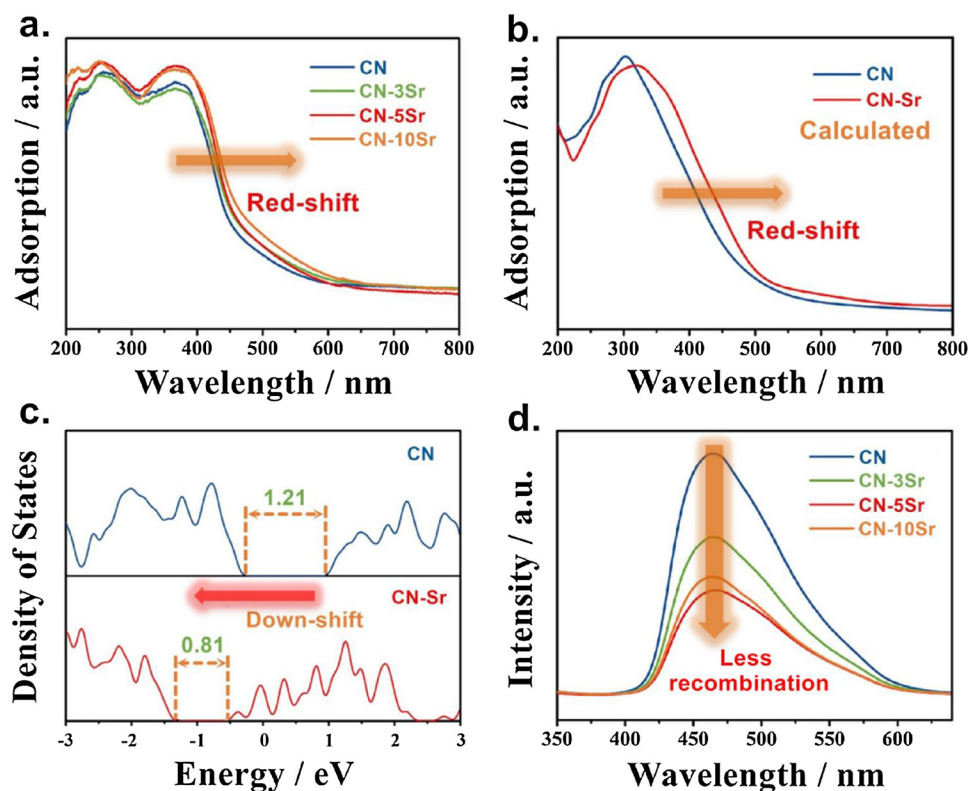 a.
CN
CN-3Sr
CN-5Sr
CN-10Sr
Red-shift
Adsorption / a.u.
200 300 400 500 600 700 800
Wavelength / nm
b.
CN
CN-Sr
Calculated
Red-shift
Adsorption / a.u.
200 300 400 500 600 700 800
Wavelength / nm
c.
CN
1.21
CN-Sr
Down-shift
0.81
Density of States
-3 -2 -1 0 1 2 3
Energy / eV
d.
CN
CN-3Sr
CN-5Sr
CN-10Sr
Less
recombination
Intensity / a.u.
350 400 450 500 550 600
Wavelength / nm